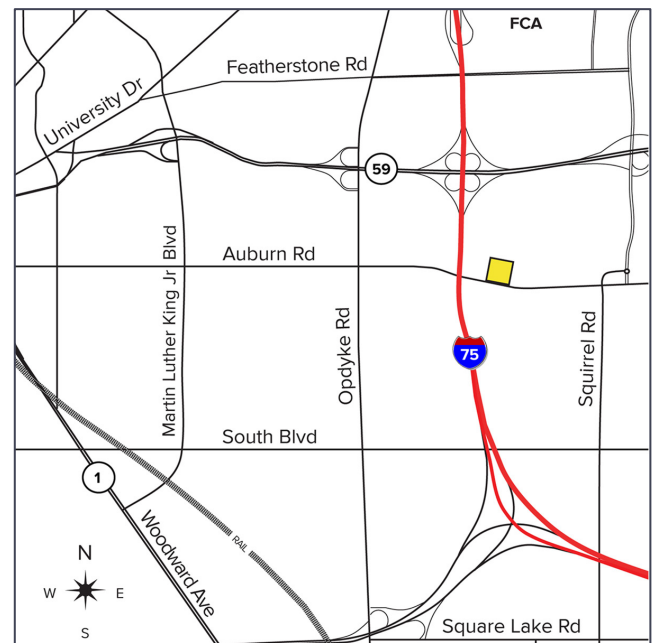 FCA
Featherstone Rd
University Dr
59
Auburn Rd
Martin Luther King Jr Blvd
Opdyke Rd
Squirrel Rd
75
South Blvd
1
Woodward Ave
RAIL
N
W E
S
Square Lake Rd